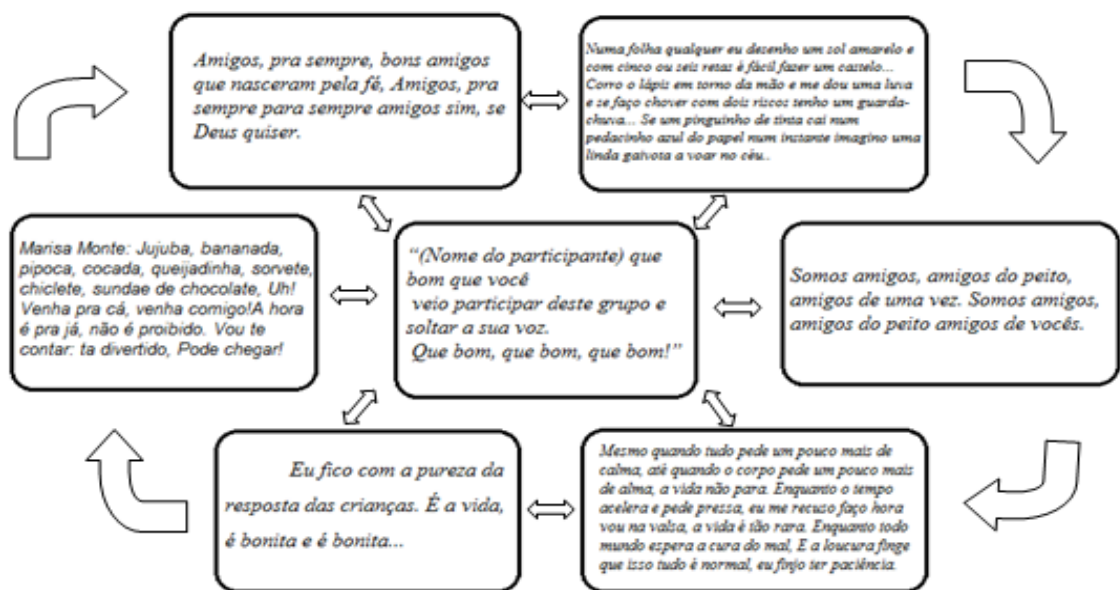 Amigos, pra sempre, bons amigos
que nasceram pela fé, Amigos, pra
sempre para sempre amigos sim, se
Deus quiser.
Numa folha qualquer eu desenho um sol amarelo e
com cinco ou seis retas é fácil fazer um castelo...
Corro o lápis em torno da mão e me dou uma luva
e se faço chover com dois riscos tenho um guarda-
chuva... Se um pinguinho de tinta cai num
pedacinho azul do papel num instante imagino uma
linda gaivota a voar no céu..
Marisa Monte: Jujuba, bananada,
pipoca, cocada, queijadinha, sorvete,
chiclete, sundae de chocolate, Uh!
Venha pra cá, venha comigo!A hora
é pra já, não é proibido. Vou te
contar: ta divertido, Pode chegar!
“(Nome do participante) que
bom que você
veio participar deste grupo e
soltar a sua voz.
Que bom, que bom, que bom!”
Somos amigos, amigos do peito,
amigos de uma vez. Somos amigos,
amigos do peito amigos de vocês.
Eu fico com a pureza da
resposta das crianças. É a vida,
é bonita e é bonita...
Mesmo quando tudo pede um pouco mais de
calma, até quando o corpo pede um pouco mais
de alma, a vida não para. Enquanto o tempo
acelera e pede pressa, eu me recuso faço hora
vou na valsa, a vida é tão rara. Enquanto todo
mundo espera a cura do mal, E a loucura finge
que isso tudo é normal, eu finjo ter paciência.